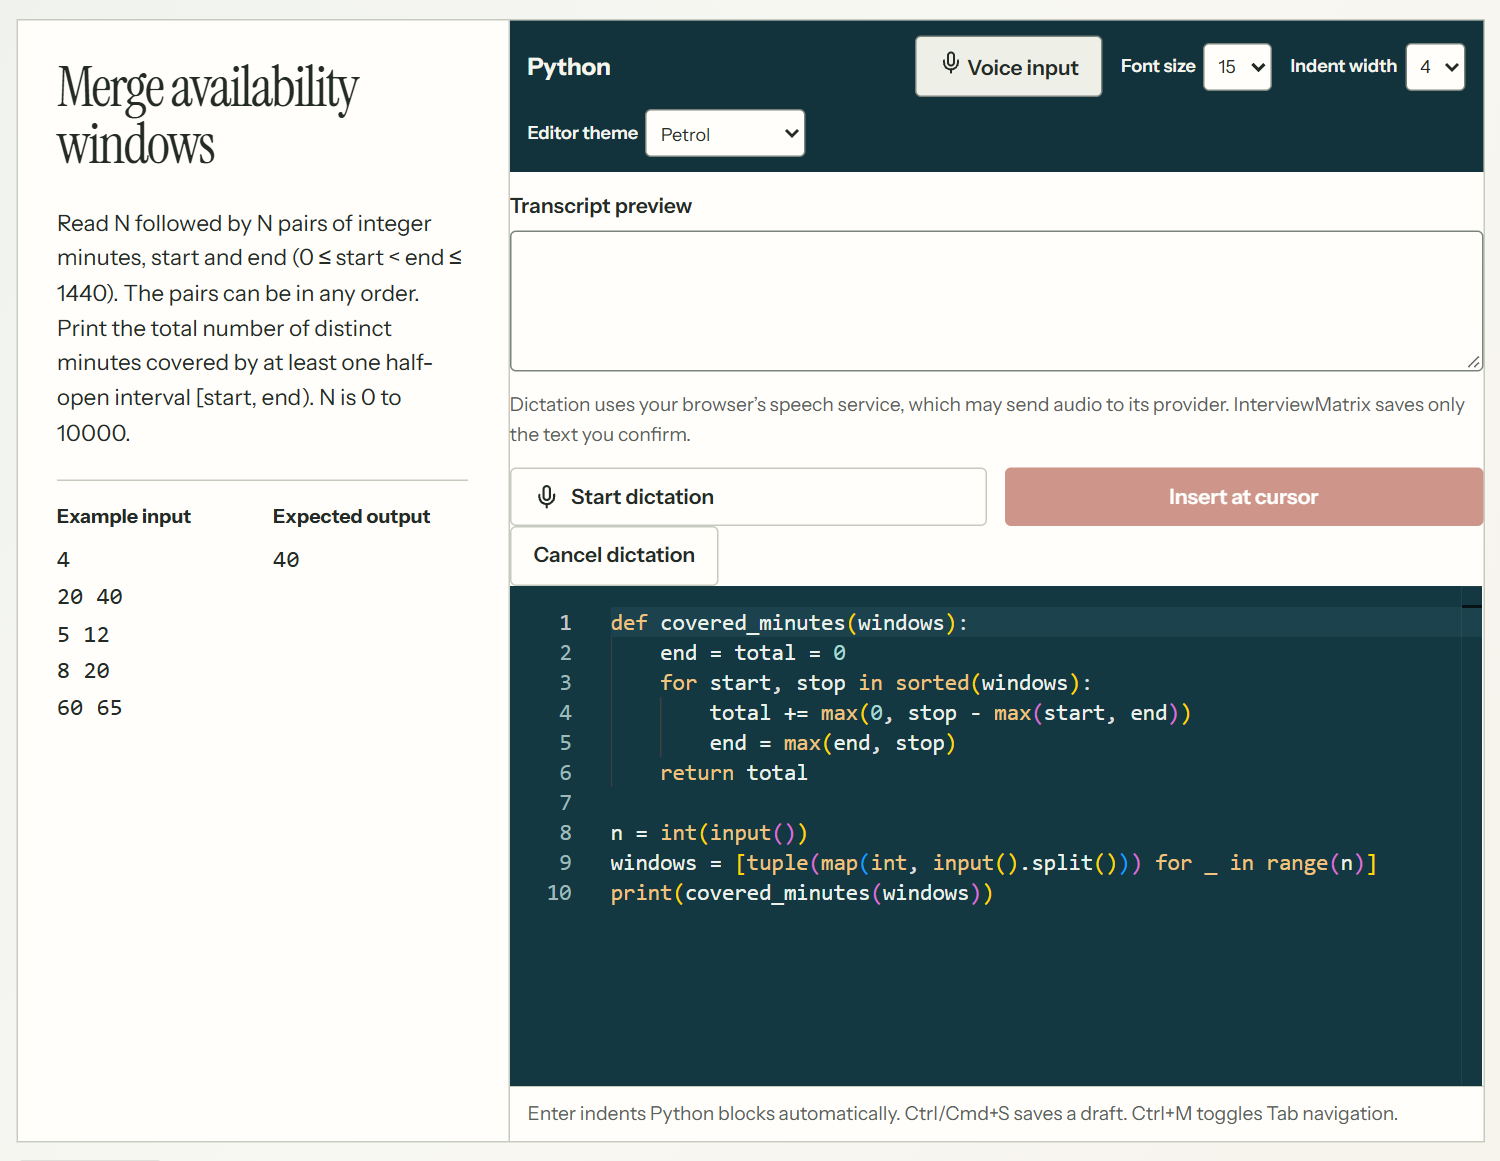 Merge availability
windows
Read N followed by N pairs of integer
minutes, start and end (0 ≤ start < end ≤
1440). The pairs can be in any order.
Print the total number of distinct
minutes covered by at least one half-
open interval [start, end). N is 0 to
10000.
Example input
4
20 40
5 12
8 20
60 65
Expected output
40
Python
Voice input
Font size
15
Indent width
4
Editor theme
Petrol
Transcript preview
Dictation uses your browser’s speech service, which may send audio to its provider. InterviewMatrix saves only
the text you confirm.
Start dictation
Insert at cursor
Cancel dictation
1 def covered_minutes(windows):
2     end = total = 0
3     for start, stop in sorted(windows):
4         total += max(0, stop - max(start, end))
5         end = max(end, stop)
6     return total
7
8 n = int(input())
9 windows = [tuple(map(int, input().split())) for _ in range(n)]
10 print(covered_minutes(windows))
Enter indents Python blocks automatically. Ctrl/Cmd+S saves a draft. Ctrl+M toggles Tab navigation.